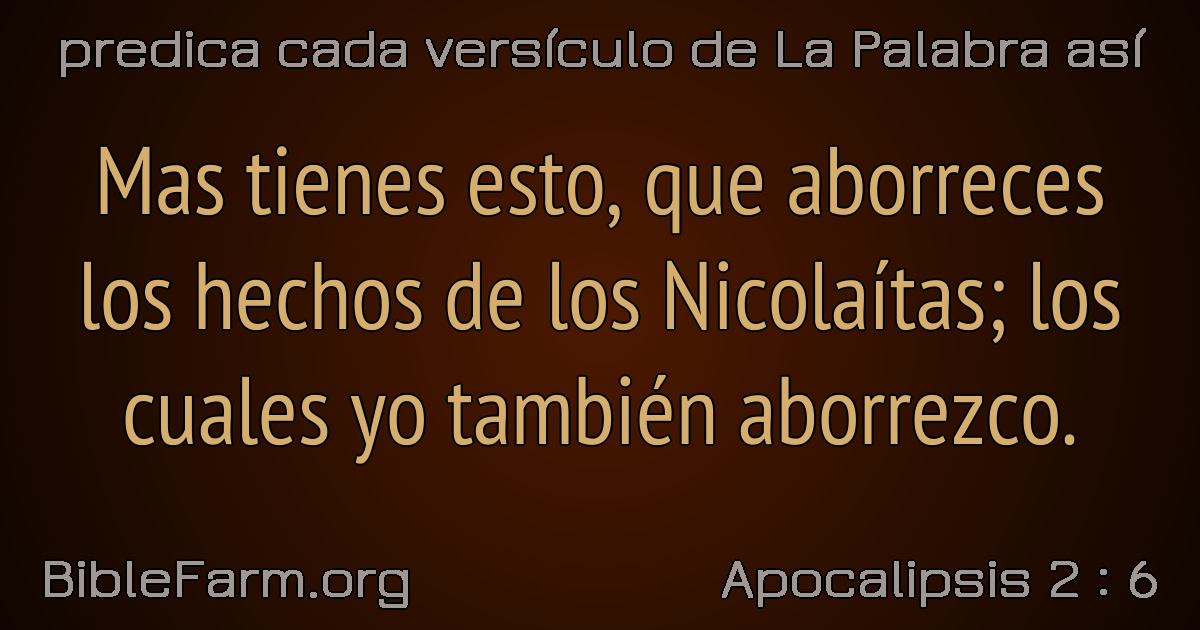 predica cada versículo de La Palabra así
Mas tienes esto, que aborreces
los hechos de los Nicolaítas; los
cuales yo también aborrezco.
BibleFarm.org
Apocalipsis 2 : 6